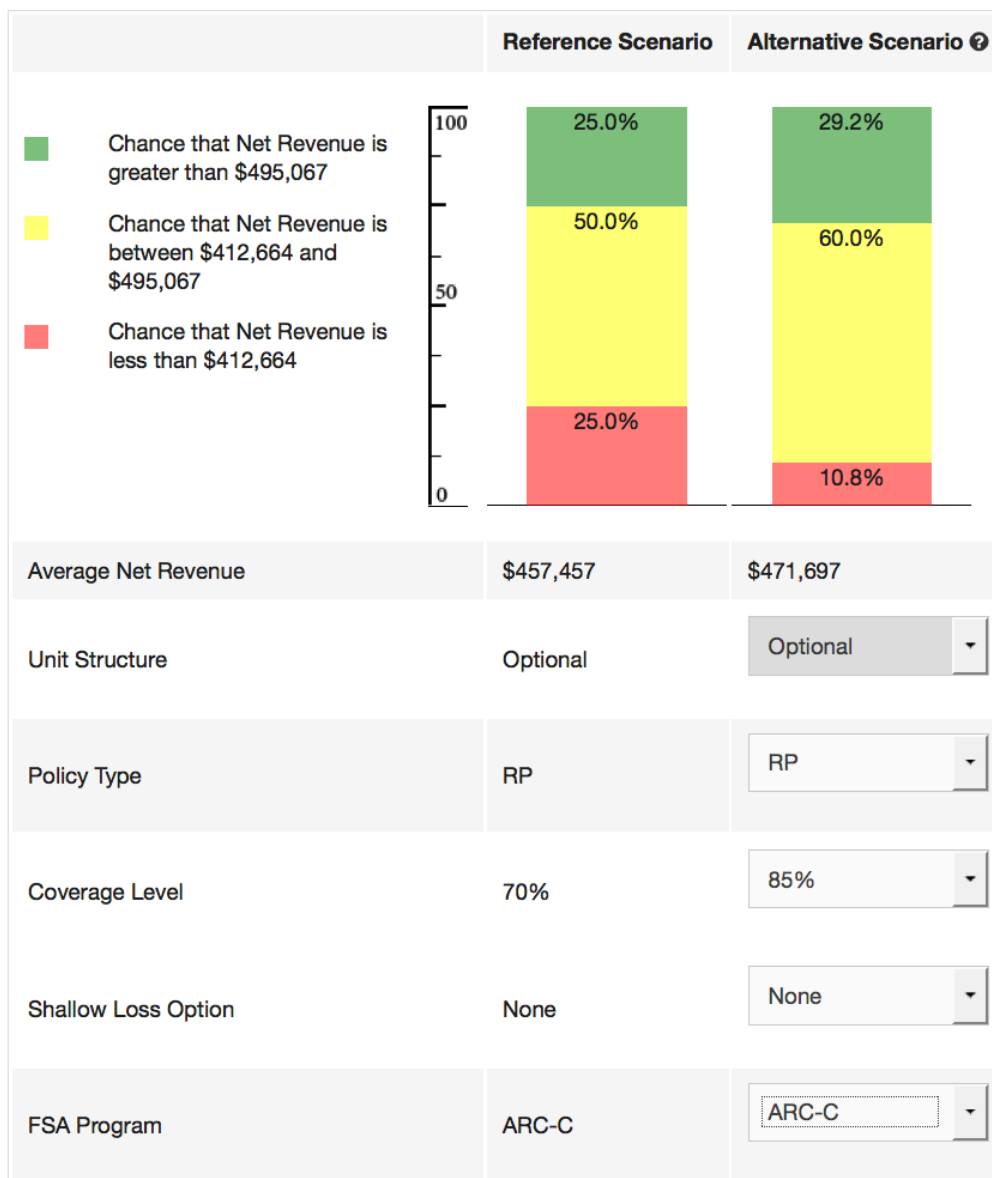 Reference Scenario
Alternative Scenario ?
Chance that Net Revenue is
greater than $495,067
Chance that Net Revenue is
between $412,664 and
$495,067
Chance that Net Revenue is
less than $412,664
100
50
0
25.0%
50.0%
25.0%
29.2%
60.0%
10.8%
Average Net Revenue $457,457 $471,697
Unit Structure Optional Optional
Policy Type RP RP
Coverage Level 70% 85%
Shallow Loss Option None None
FSA Program ARC-C ARC-C